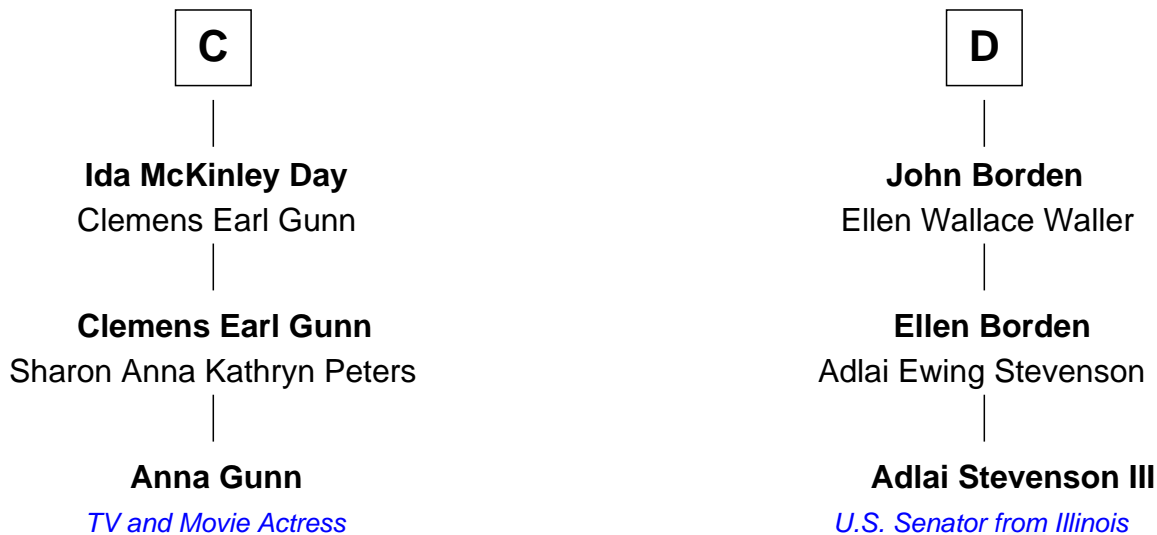 C
Ida McKinley Day
Clemens Earl Gunn
Clemens Earl Gunn
Sharon Anna Kathryn Peters
Anna Gunn
TV and Movie Actress
D
John Borden
Ellen Wallace Waller
Ellen Borden
Adlai Ewing Stevenson
Adlai Stevenson III
U.S. Senator from Illinois